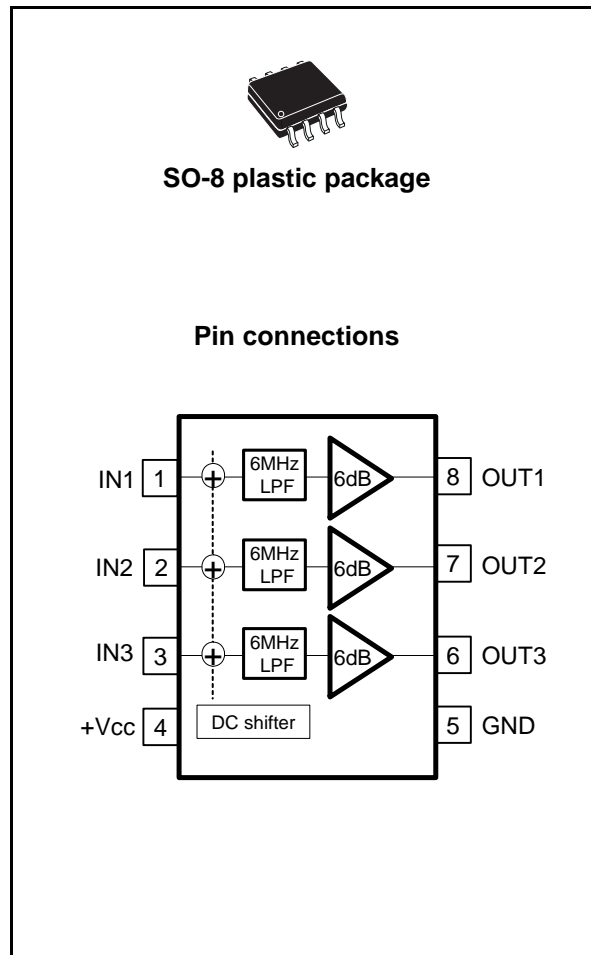 SO-8 plastic package
Pin connections
IN1 1 + 6MHz LPF 6dB 8 OUT1
IN2 2 + 6MHz LPF 6dB 7 OUT2
IN3 3 + 6MHz LPF 6dB 6 OUT3
+Vcc 4 DC shifter 5 GND